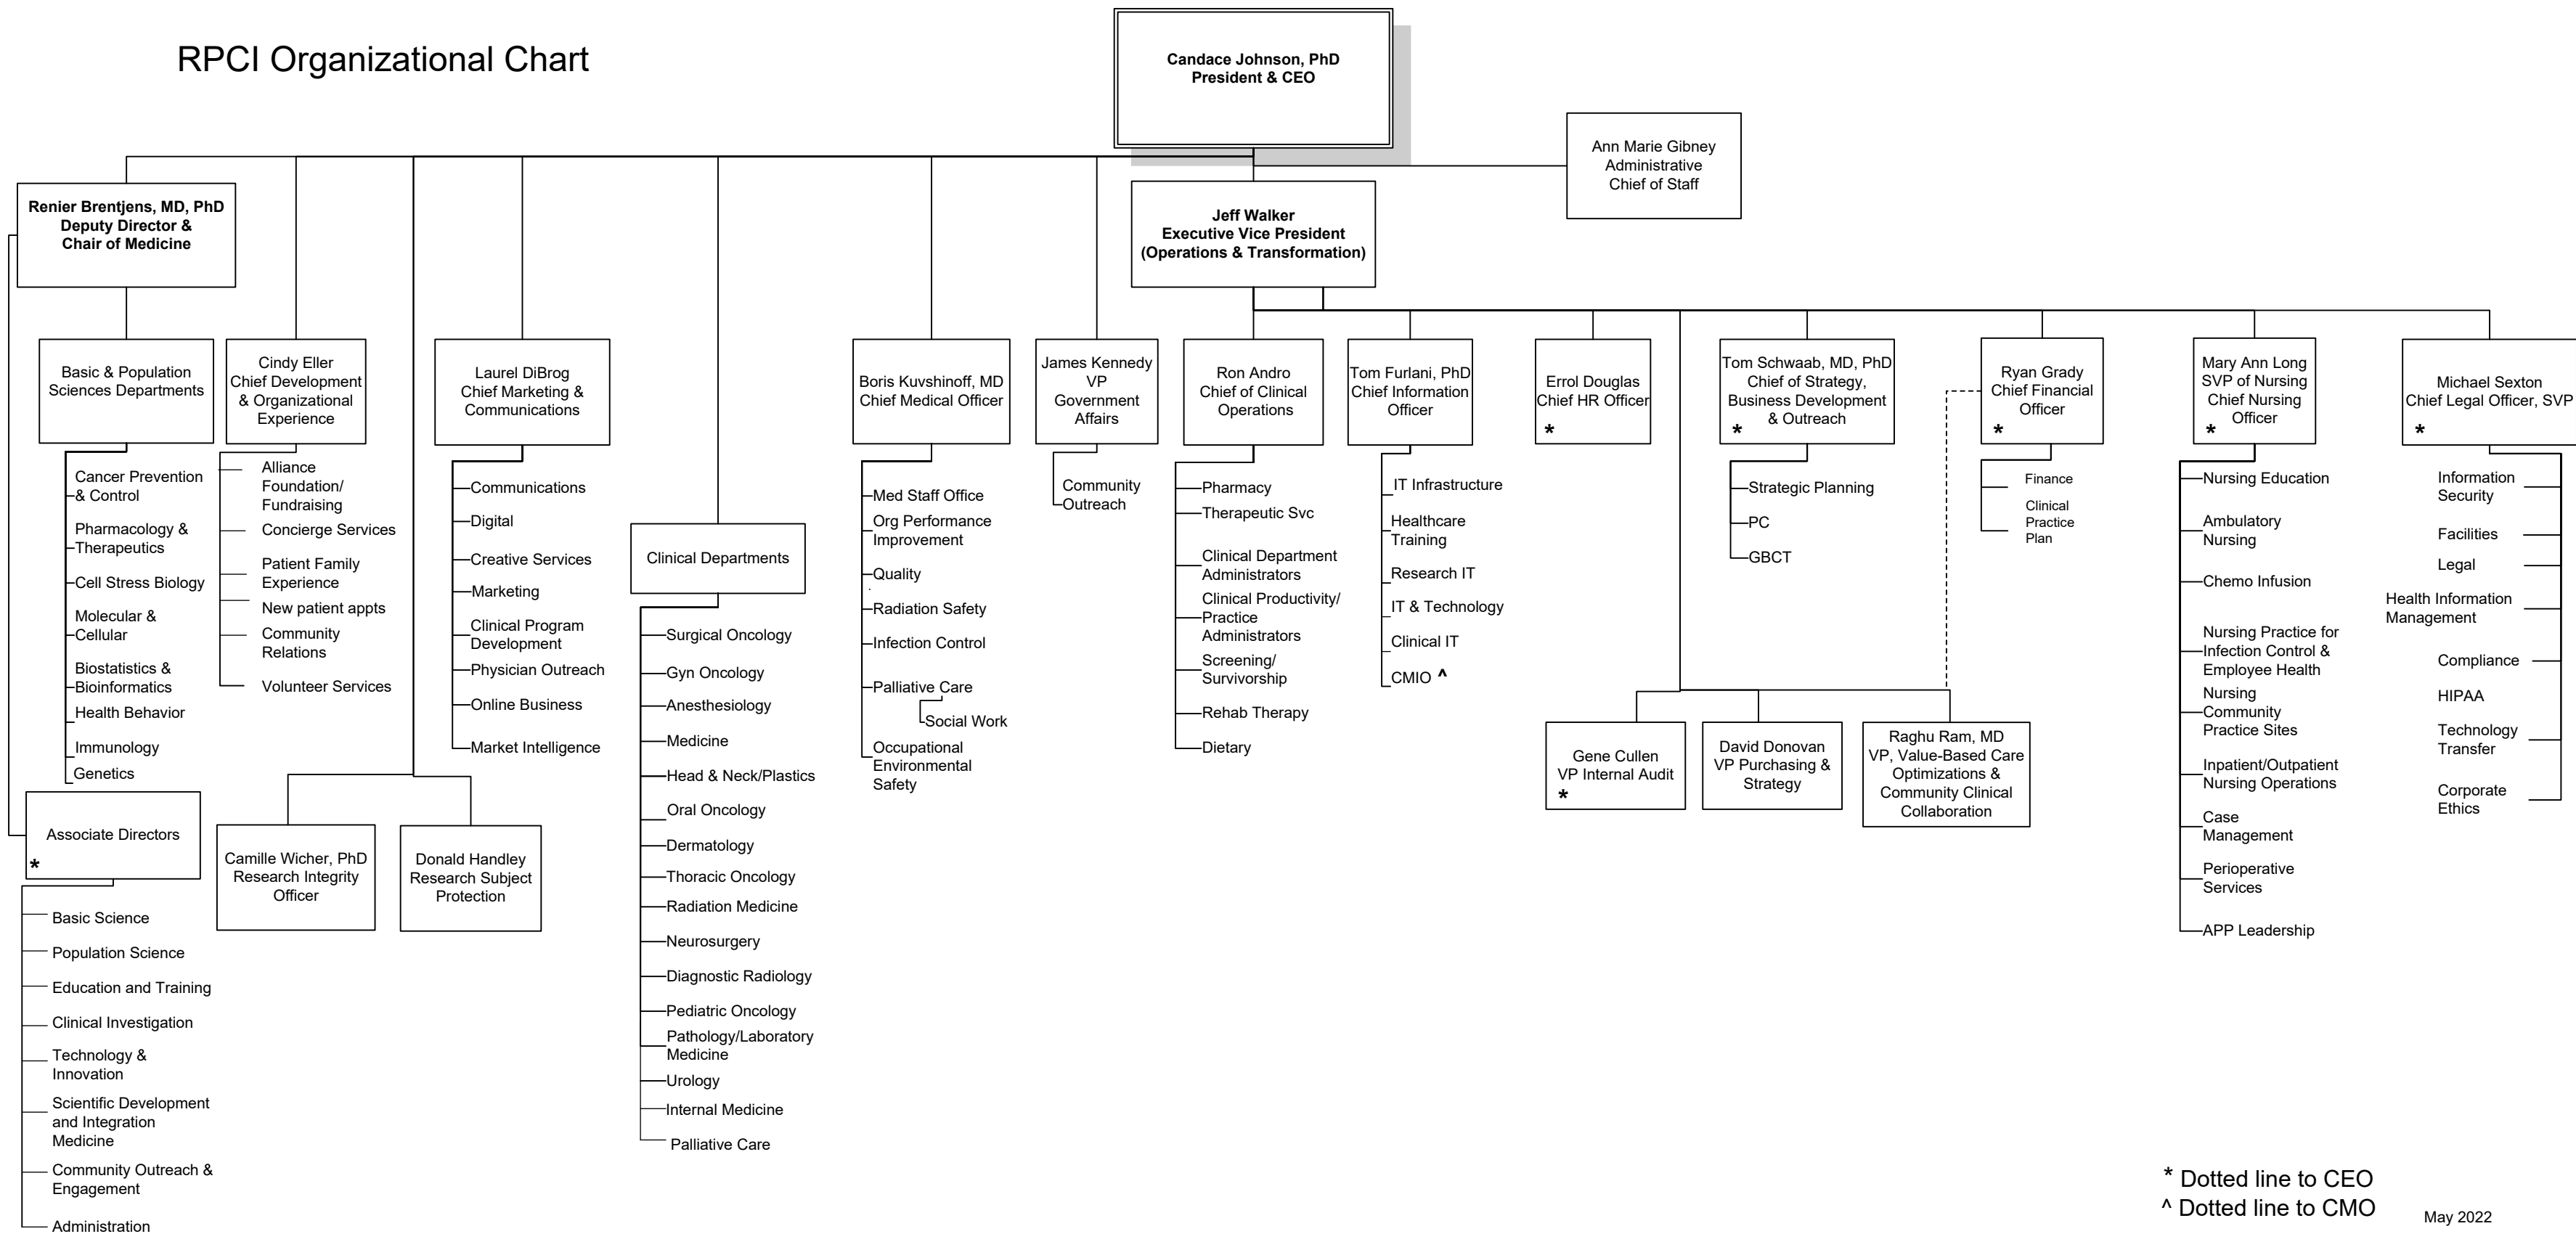 RPCI Organizational Chart
Candace Johnson, PhD
President & CEO
Ann Marie Gibney
Administrative
Chief of Staff
Renier Brentjens, MD, PhD
Deputy Director &
Chair of Medicine
Jeff Walker
Executive Vice President
(Operations & Transformation)
Basic & Population
Sciences Departments
Cancer Prevention
& Control
Pharmacology &
Therapeutics
Cell Stress Biology
Molecular &
Cellular
Biostatistics &
Bioinformatics
Health Behavior
Immunology
Genetics
Associate Directors
*
Basic Science
Population Science
Education and Training
Clinical Investigation
Technology &
Innovation
Scientific Development
and Integration
Medicine
Community Outreach &
Engagement
Administration
Cindy Eller
Chief Development
& Organizational
Experience
Alliance
Foundation/
Fundraising
Concierge Services
Patient Family
Experience
New patient appts
Community
Relations
Volunteer Services
Camille Wicher, PhD
Research Integrity
Officer
Donald Handley
Research Subject
Protection
Laurel DiBrog
Chief Marketing &
Communications
Communications
Digital
Creative Services
Marketing
Clinical Program
Development
Physician Outreach
Online Business
Market Intelligence
Clinical Departments
Surgical Oncology
Gyn Oncology
Anesthesiology
Medicine
Head & Neck/Plastics
Oral Oncology
Dermatology
Thoracic Oncology
Radiation Medicine
Neurosurgery
Diagnostic Radiology
Pediatric Oncology
Pathology/Laboratory
Medicine
Urology
Internal Medicine
Palliative Care
Boris Kuvshinoff, MD
Chief Medical Officer
Med Staff Office
Org Performance
Improvement
Quality
.
Radiation Safety
Infection Control
Palliative Care
Social Work
Occupational
Environmental
Safety
James Kennedy
VP
Government
Affairs
Community
Outreach
Ron Andro
Chief of Clinical
Operations
Pharmacy
Therapeutic Svc
Clinical Department
Administrators
Clinical Productivity/
Practice
Administrators
Screening/
Survivorship
Rehab Therapy
Dietary
Tom Furlani, PhD
Chief Information
Officer
IT Infrastructure
Healthcare
Training
Research IT
IT & Technology
Clinical IT
CMIO ^
Errol Douglas
Chief HR Officer
*
Tom Schwaab, MD, PhD
Chief of Strategy,
Business Development
& Outreach
*
Strategic Planning
PC
GBCT
Ryan Grady
Chief Financial
Officer
*
Finance
Clinical
Practice
Plan
Gene Cullen
VP Internal Audit
*
David Donovan
VP Purchasing &
Strategy
Raghu Ram, MD
VP, Value-Based Care
Optimizations &
Community Clinical
Collaboration
Mary Ann Long
SVP of Nursing
Chief Nursing
Officer
*
Nursing Education
Ambulatory
Nursing
Chemo Infusion
Nursing Practice for
Infection Control &
Employee Health
Nursing
Community
Practice Sites
Inpatient/Outpatient
Nursing Operations
Case
Management
Perioperative
Services
APP Leadership
Michael Sexton
Chief Legal Officer, SVP
*
Information
Security
Facilities
Legal
Health Information
Management
Compliance
HIPAA
Technology
Transfer
Corporate
Ethics
* Dotted line to CEO
^ Dotted line to CMO
May 2022